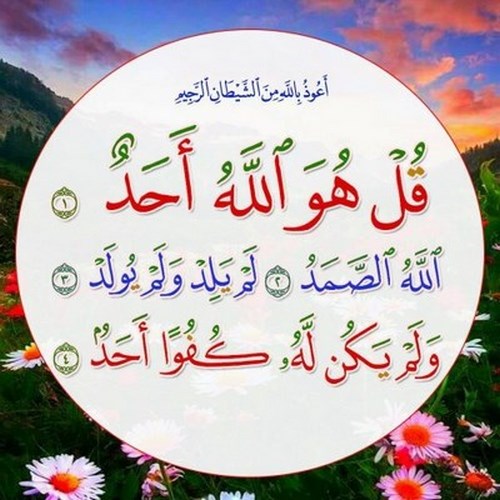 أَعُوذُ بِاللَّهِ مِنَ الشَّيْطَانِ الرَّجِيمِ
قُلْ هُوَ ٱللَّهُ أَحَدٌ ١
ٱللَّهُ ٱلصَّمَدُ ٢ لَمْ يَلِدْ وَلَمْ يُولَدْ ٣
وَلَمْ يَكُن لَّهُۥ كُفُوًا أَحَدٌۢ ٤